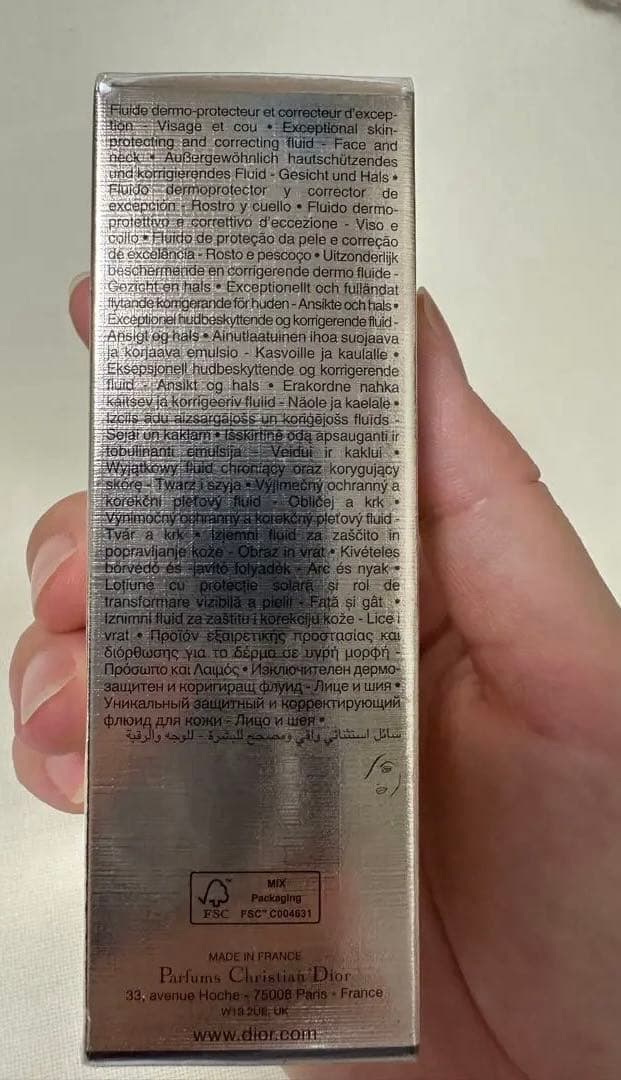 Fluide dermo-protecteur et correcteur d'excep-
tion - Visage et cou • Exceptional skin-
protecting and correcting fluid - Face and
neck • Außergewöhnlich hautschützendes
und korrigierendes Fluid - Gesicht und Hals •
Fluido dermoprotector y corrector de
excepción - Rostro y cuello • Fluido dermo-
protettivo e correttivo d'eccezione - Viso e
collo • Fluido de proteção da pele e correção
de excelência - Rosto e pescoço • Uitzonderlijk
beschermende en corrigerende dermo fluide -
Gezicht en hals • Exceptionellt och fulländat
flytande korrigerande för huden - Ansikte och hals •
Exceptionel hudbeskyttende og korrigerende fluid -
Ansigt og hals • Ainutlaatuinen ihoa suojaava
ja korjaava emulsio - Kasvoille ja kaulalle •
Eksepsjonell hudbeskyttende og korrigerende
fluid - Ansikt og hals • Erakordne nahka
kaitsev ja korrigeeriv fluiid - Näole ja kaelale •
Izcils ādu aizsargājošs un koriģējošs fluīds -
Sejai un kaklam • Išskirtinė odą apsauganti ir
tobulinanti emulsija - Veidui ir kaklui •
Wyjątkowy fluid chroniący oraz korygujący
skórę - Twarz i szyja • Výjimečný ochranný a
korekční pleťový fluid - Obličej a krk •
Výnimočný ochranný a korekčný pleťový fluid -
Tvár a krk • Izjemni fluid za zaščito in
popravljanje kože - Obraz in vrat • Kivételes
bőrvédő és -javító folyadék - Arc és nyak •
Loțiune cu protecție solară și rol de
transformare vizibilă a pielii - Față și gât •
Iznimni fluid za zaštitu i korekciju kože - Lice i
vrat • Προϊόν εξαιρετικής προστασίας και
διόρθωσης για το δέρμα σε υγρή μορφή -
Πρόσωπο και Λαιμός • Изключителен дермо-
защитен и коригиращ флуид - Лице и шия •
Уникальный защитный и корректирующий
флюид для кожи - Лицо и шея •
سائل استثنائي واقي ومصحح للبشرة - للوجه والرقبة
MIX
Packaging
FSC™ C004631
FSC
MADE IN FRANCE
Parfums Christian Dior
33, avenue Hoche - 75008 Paris - France
W1S 2UE, UK
www.dior.com